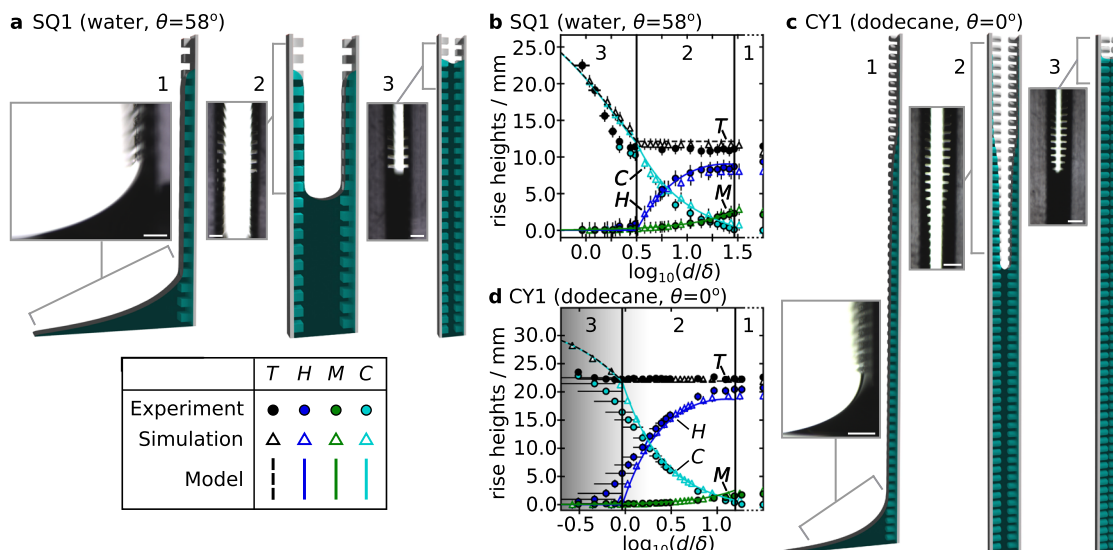 a SQ1 (water, θ=58°)
1
2
3
b SQ1 (water, θ=58°)
3 2 1
25.0
20.0
15.0
10.0
5.0
0.0
rise heights / mm
T
C
H
M
0.0 0.5 1.0 1.5
log10(d/δ)
c CY1 (dodecane, θ=0°)
1
2
3
d CY1 (dodecane, θ=0°)
3 2 1
30.0
25.0
20.0
15.0
10.0
5.0
0.0
rise heights / mm
T
H
C
M
-0.5 0.0 0.5 1.0
log10(d/δ)
T H M C
Experiment
Simulation
Model